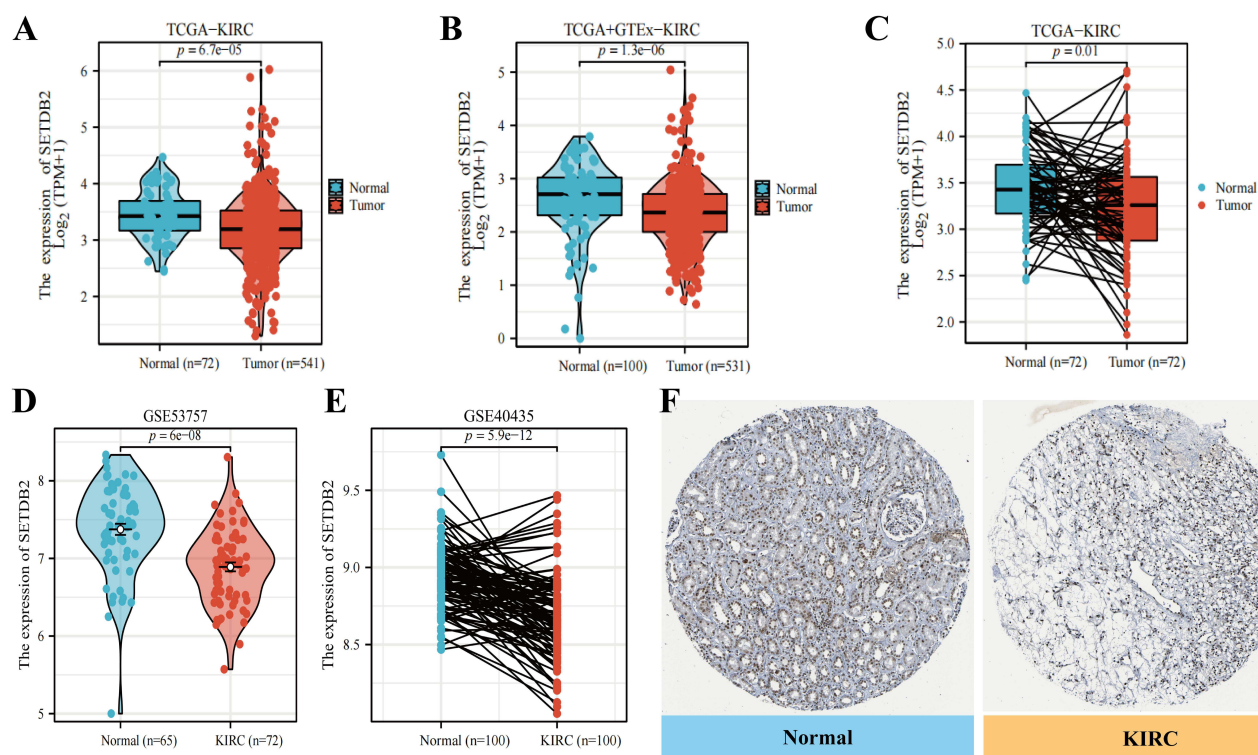 A
TCGA−KIRC
p = 6.7e−05
The expression of SETDB2
Log2 (TPM+1)
6
5
4
3
2
Normal (n=72)
Tumor (n=541)
Normal
Tumor
B
TCGA+GTEx−KIRC
p = 1.3e−06
The expression of SETDB2
Log2 (TPM+1)
5
4
3
2
1
0
Normal (n=100)
Tumor (n=531)
Normal
Tumor
C
TCGA−KIRC
p = 0.01
The expression of SETDB2
Log2 (TPM+1)
5.0
4.5
4.0
3.5
3.0
2.5
2.0
Normal (n=72)
Tumor (n=72)
Normal
Tumor
D
GSE53757
p = 6e−08
The expression of SETDB2
8
7
6
5
Normal (n=65)
KIRC (n=72)
E
GSE40435
p = 5.9e−12
The expression of SETDB2
9.5
9.0
8.5
Normal (n=100)
KIRC (n=100)
F
Normal
KIRC